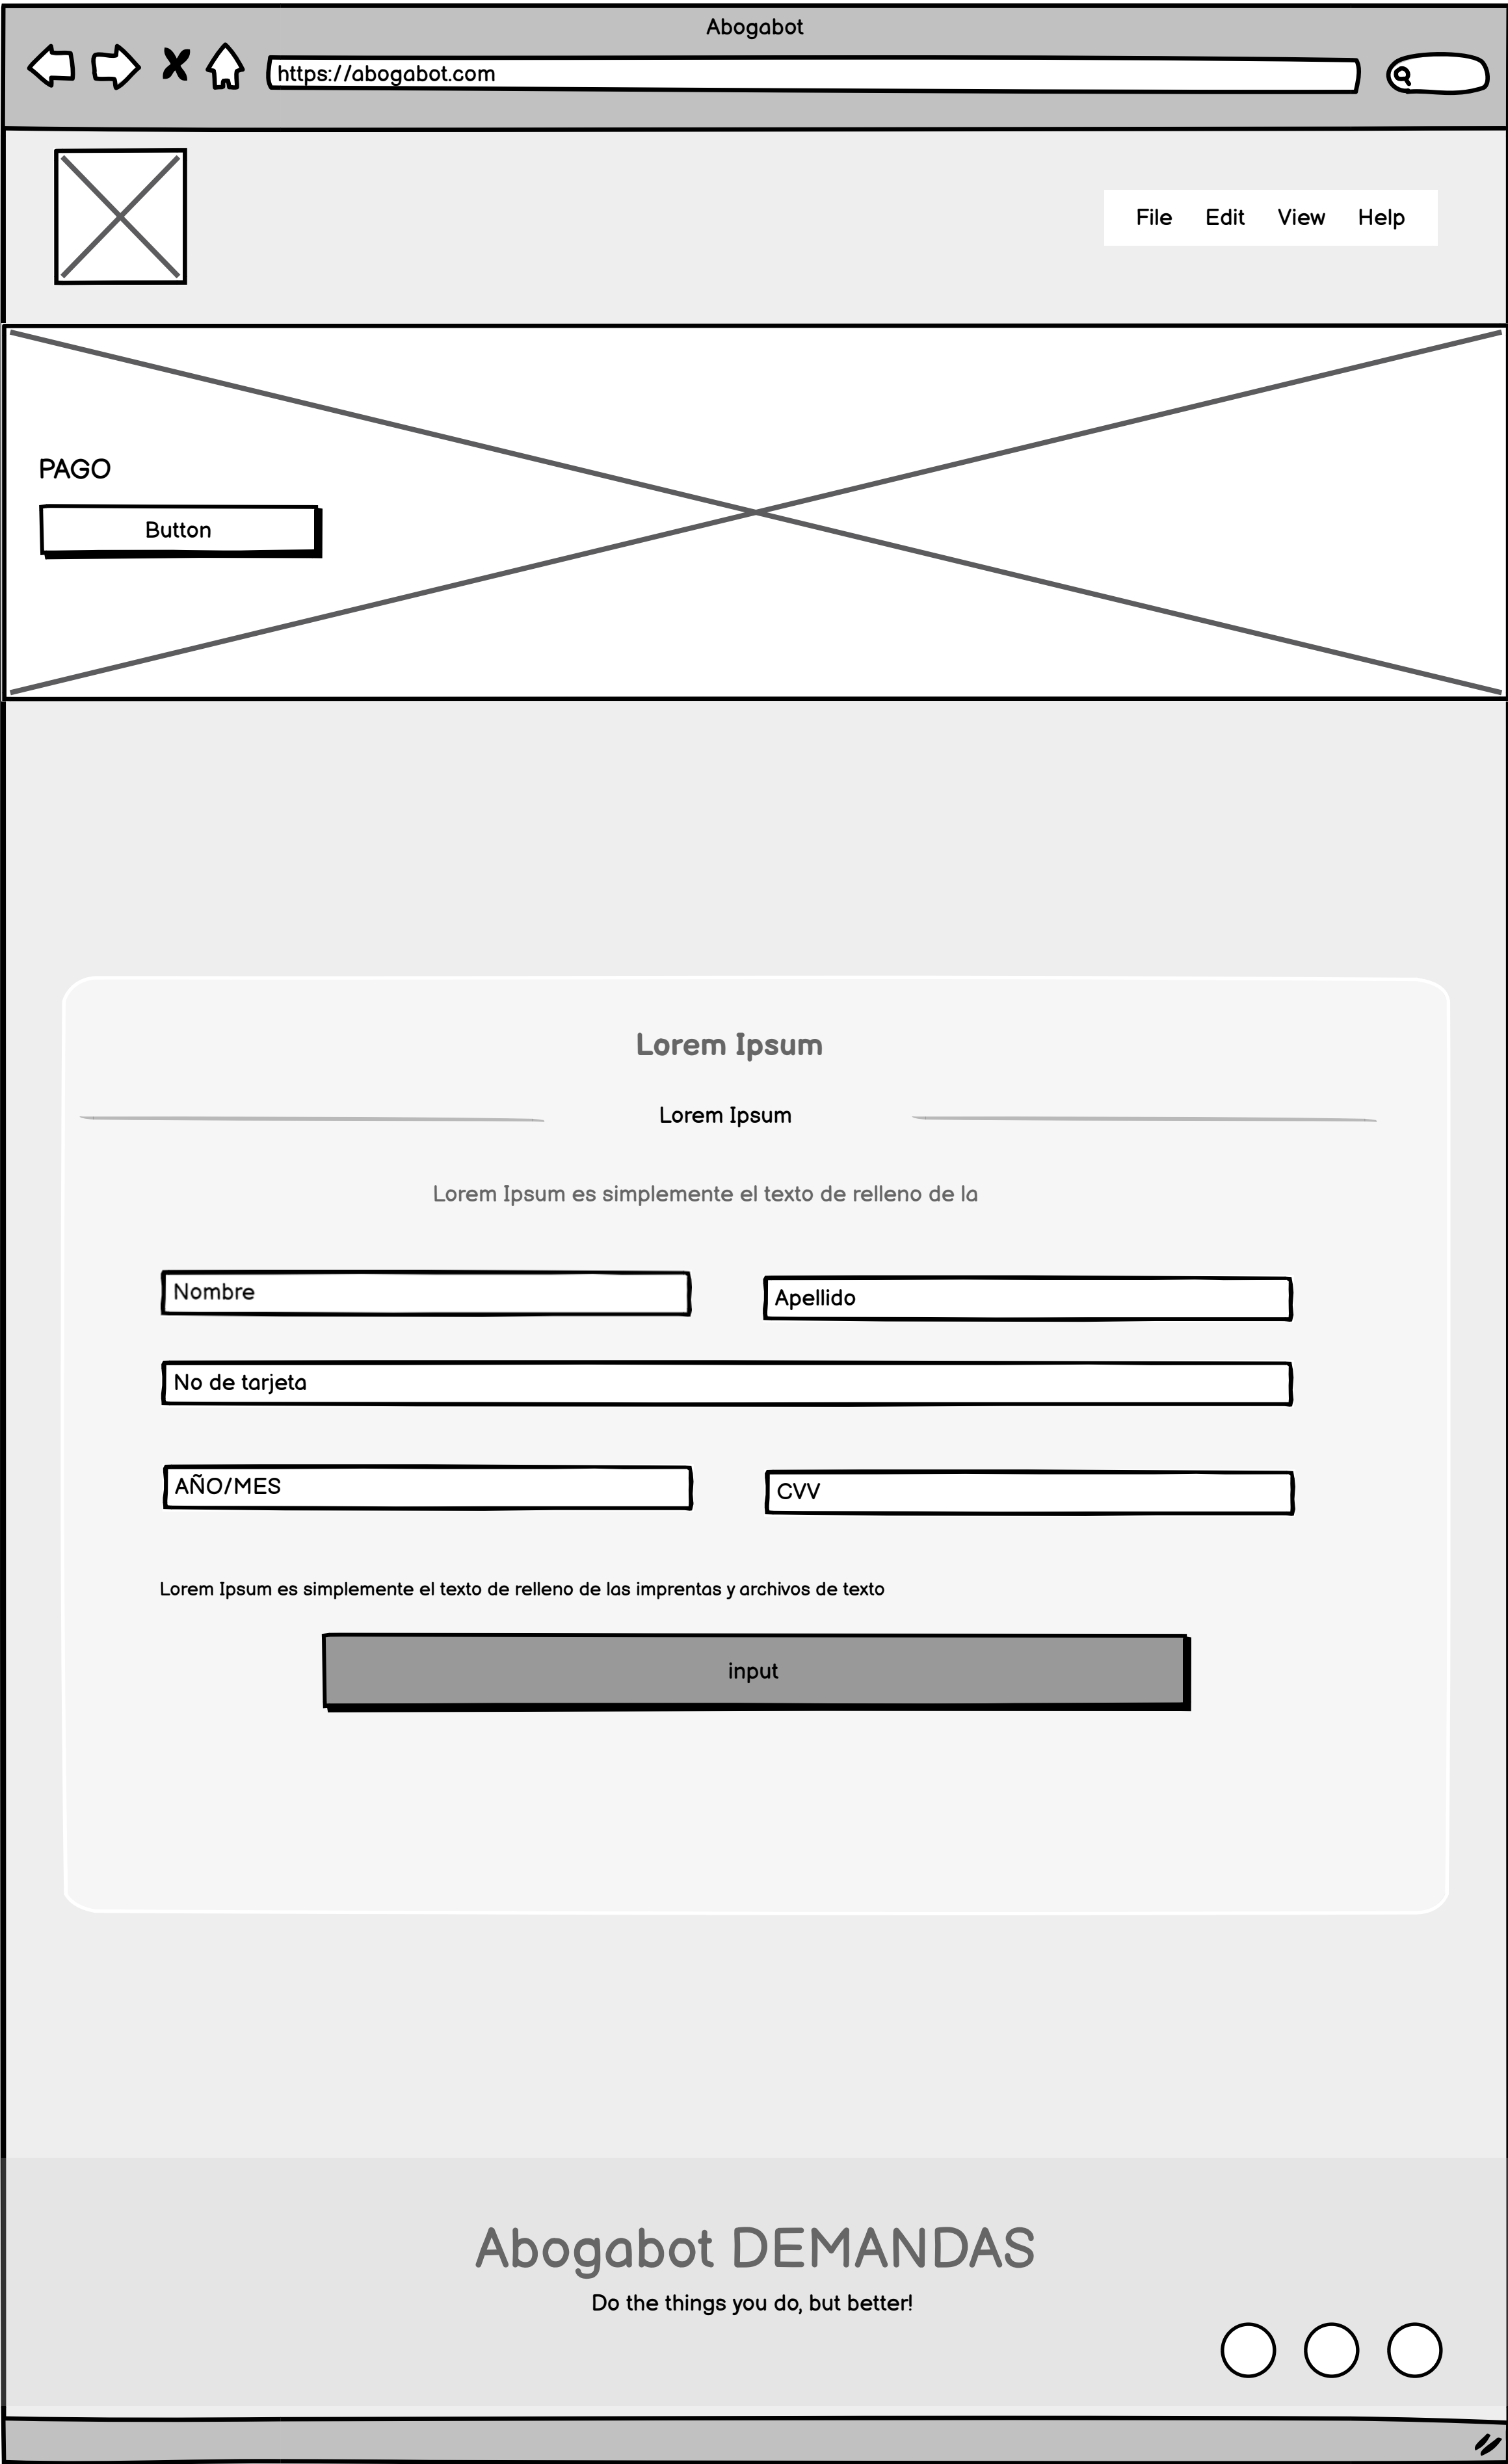 Abogabot
https://abogabot.com
File Edit View Help
PAGO
Button
Lorem Ipsum
Lorem Ipsum
Lorem Ipsum es simplemente el texto de relleno de la
Nombre Apellido
No de tarjeta
AÑO/MES CVV
Lorem Ipsum es simplemente el texto de relleno de las imprentas y archivos de texto
input
Abogabot DEMANDAS
Do the things you do, but better!